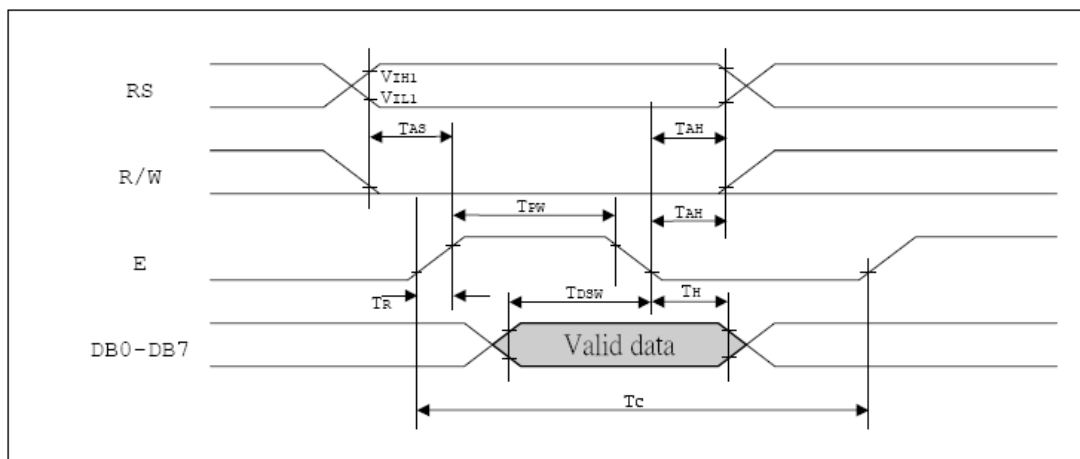 RS
VIH1
VIL1
TAS
TAH
R/W
TPW
TAH
E
TR
TDSW
TH
DB0-DB7
Valid data
TC